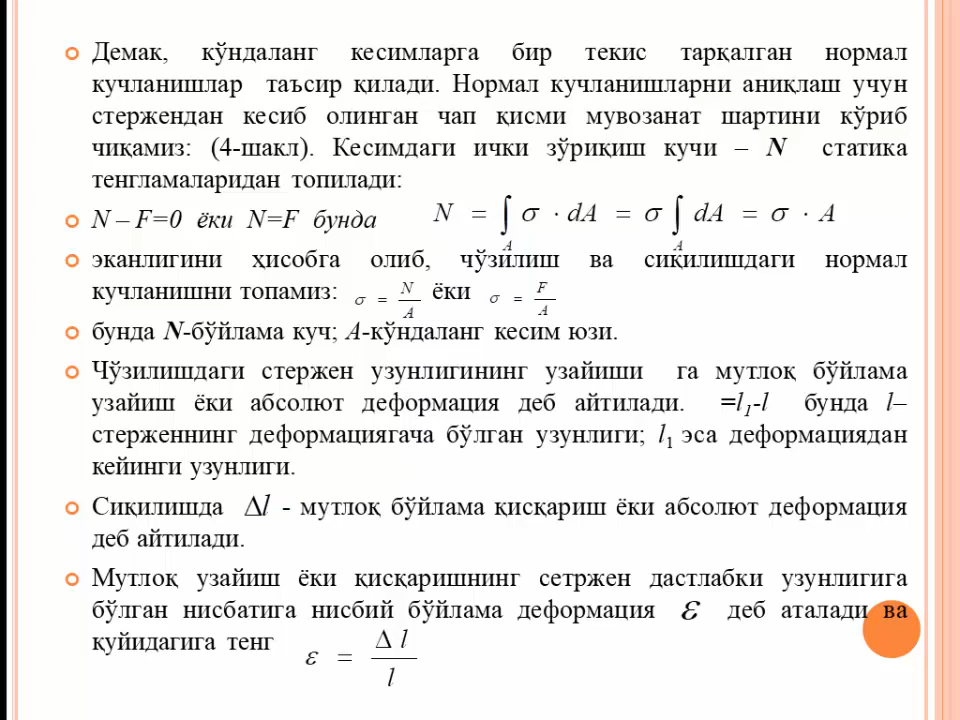 Демак, кўндаланг кесимларга бир текис тарқалган нормал
кучланишлар таъсир қилади. Нормал кучланишларни аниқлаш учун
стержендан кесиб олинган чап қисми мувозанат шартини кўриб
чиқамиз: (4-шакл). Кесимдаги ички зўриқиш кучи – N статика
тенгламаларидан топилади:
N – F=0 ёки N=F бунда N = ∫_A σ · dA = σ ∫_A dA = σ · A
эканлигини ҳисобга олиб, чўзилиш ва сиқилишдаги нормал
кучланишни топамиз: σ = N/A ёки σ = F/A
бунда N-бўйлама куч; A-кўндаланг кесим юзи.
Чўзилишдаги стержен узунлигининг узайиши га мутлоқ бўйлама
узайиш ёки абсолют деформация деб айтилади. =l₁-l бунда l–
стерженнинг деформациягача бўлган узунлиги; l₁ эса деформациядан
кейинги узунлиги.
Сиқилишда Δl - мутлоқ бўйлама қисқариш ёки абсолют деформация
деб айтилади.
Мутлоқ узайиш ёки қисқаришнинг сетржен дастлабки узунлигига
бўлган нисбатига нисбий бўйлама деформация ε деб аталади ва
қуйидагига тенг ε = Δl/l